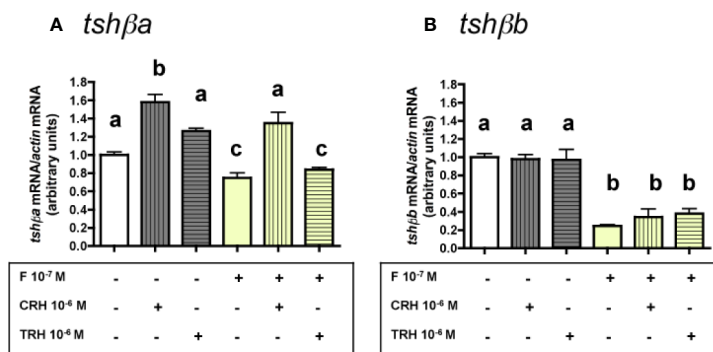 A tshβa
tshβa mRNA/actin mRNA
(arbitrary units)
1.8
1.6
1.4
1.2
1.0
0.8
0.6
0.4
0.2
0.0
a b a c a c
F 10-7 M - - - + + +
CRH 10-6 M - + - - + -
TRH 10-6 M - - + - - +
B tshβb
tshβb mRNA/actin mRNA
(arbitrary units)
1.8
1.6
1.4
1.2
1.0
0.8
0.6
0.4
0.2
0.0
a a a b b b
F 10-7 M - - - + + +
CRH 10-6 M - + - - + -
TRH 10-6 M - - + - - +